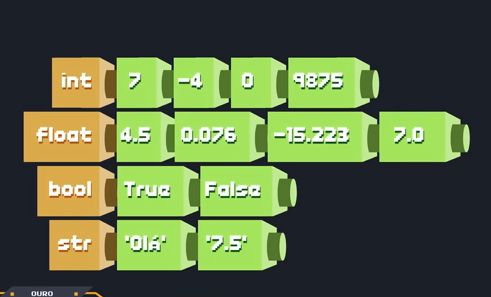 int 7 -4 0 9875
float 4.5 0.076 -15.223 7.0
bool True False
str 'Olá' '7.5'
OURO